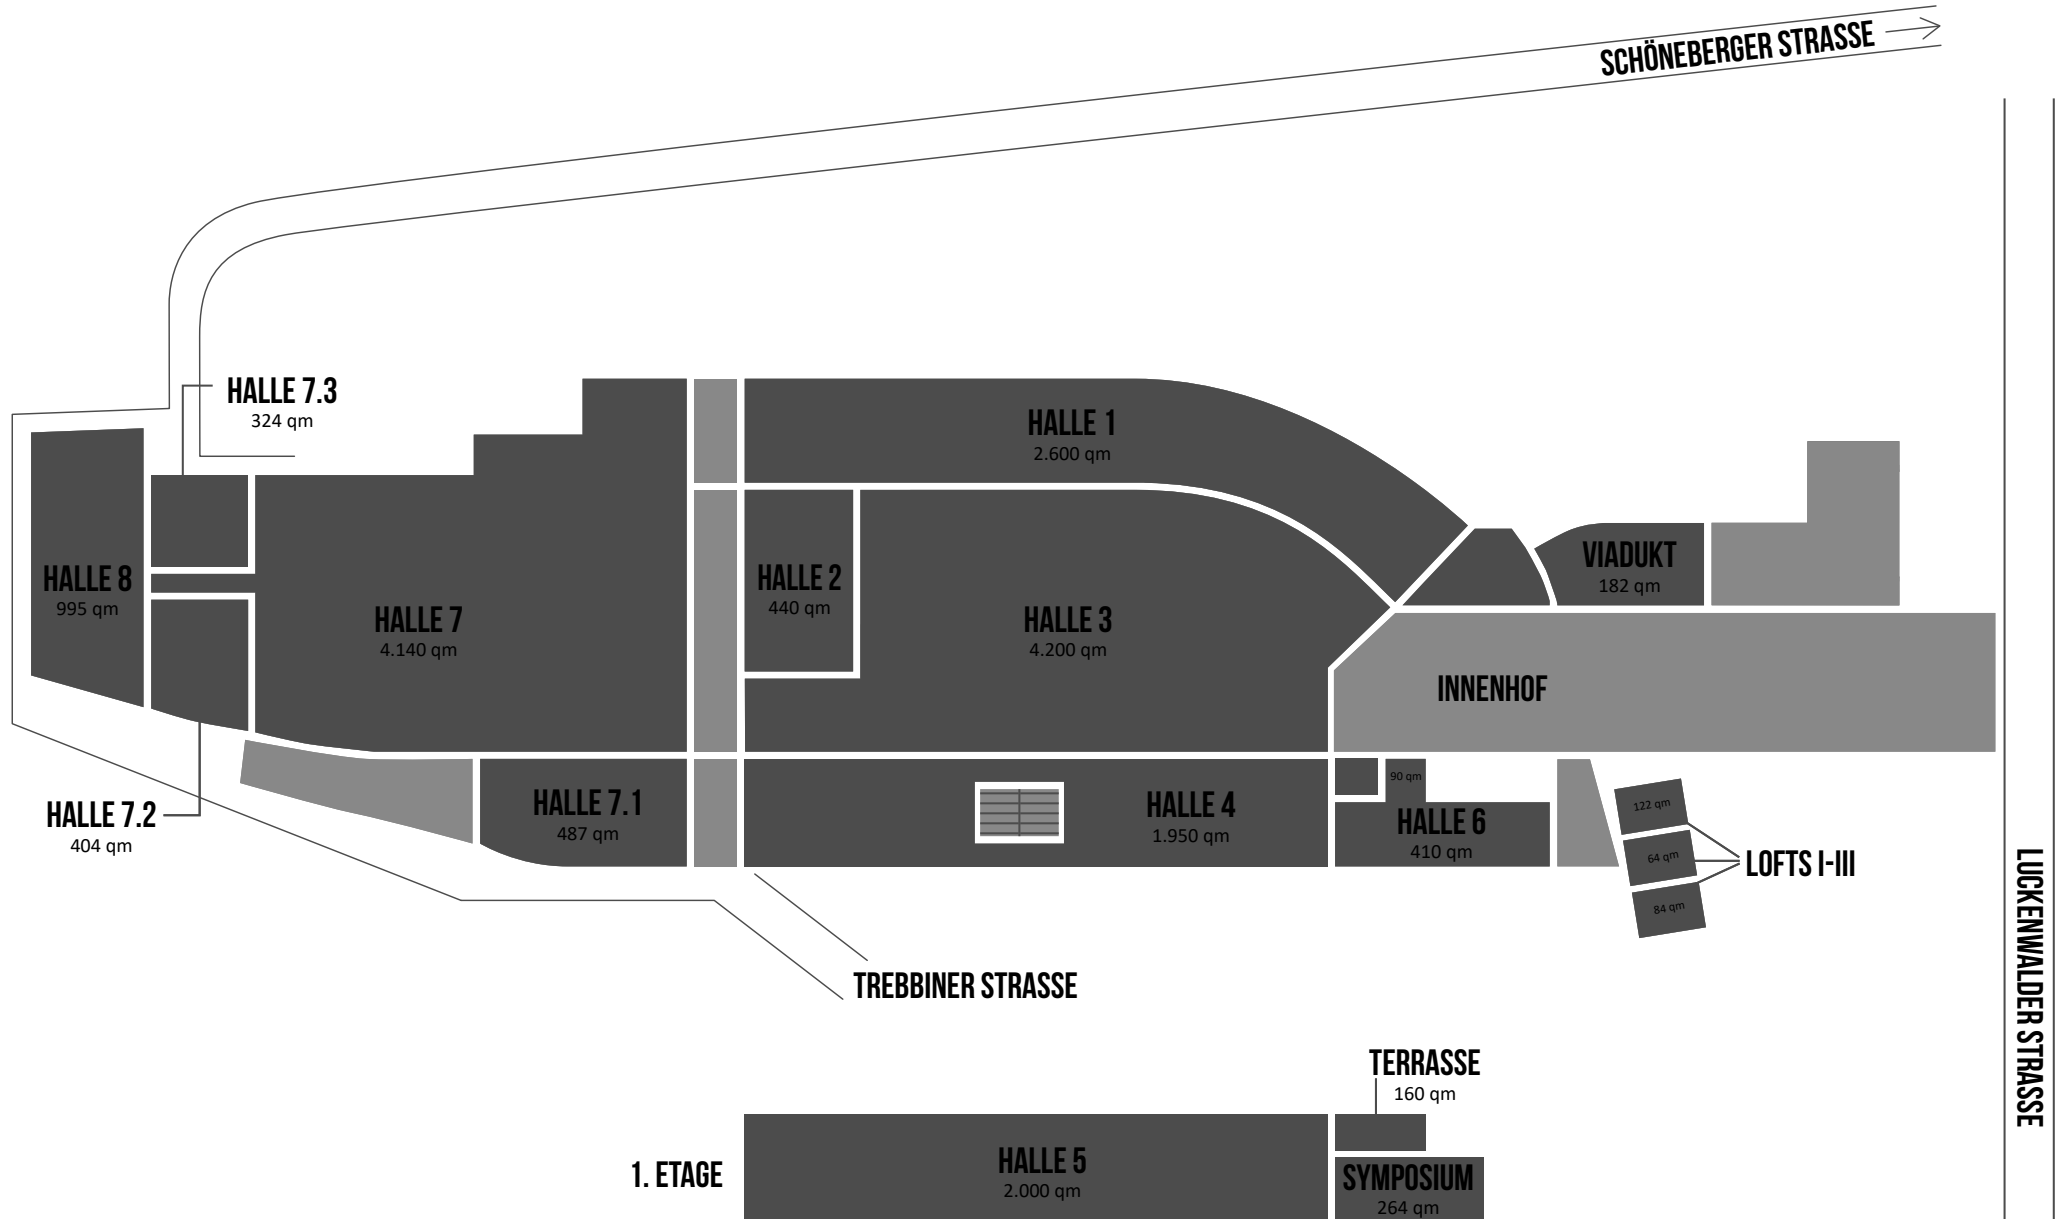 SCHÖNEBERGER STRASSE
HALLE 7.3
324 qm
HALLE 1
2.600 qm
HALLE 8
995 qm
HALLE 7
4.140 qm
HALLE 2
440 qm
HALLE 3
4.200 qm
VIADUKT
182 qm
INNENHOF
HALLE 7.2
404 qm
HALLE 7.1
487 qm
HALLE 4
1.950 qm
90 qm
HALLE 6
410 qm
122 qm
64 qm
84 qm
LOFTS I-III
LUCKENWALDER STRASSE
TREBBINER STRASSE
TERRASSE
160 qm
1. ETAGE
HALLE 5
2.000 qm
SYMPOSIUM
264 qm